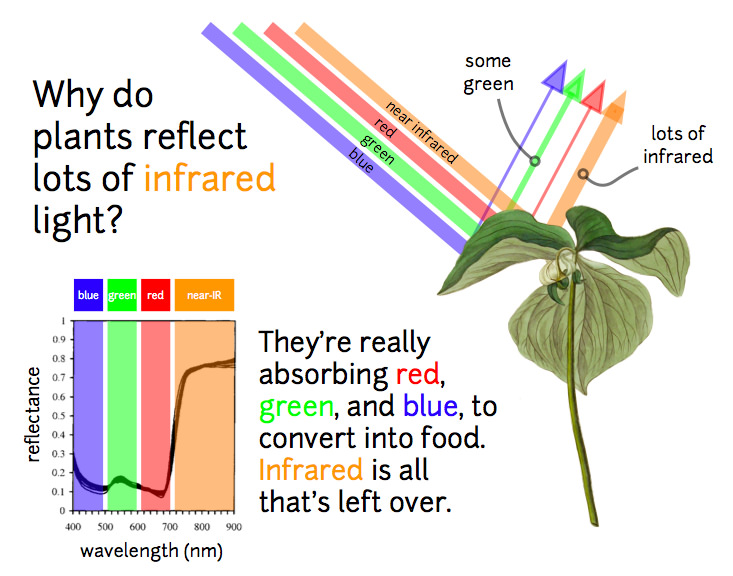 Why do
plants reflect
lots of infrared
light?
near infrared
red
green
blue
some
green
lots of
infrared
blue
green
red
near-IR
1
0.9
0.8
0.7
0.6
0.5
0.4
0.3
0.2
0.1
0
reflectance
400 500 600 700 800 900
wavelength (nm)
They're really
absorbing red,
green, and blue, to
convert into food.
Infrared is all
that's left over.